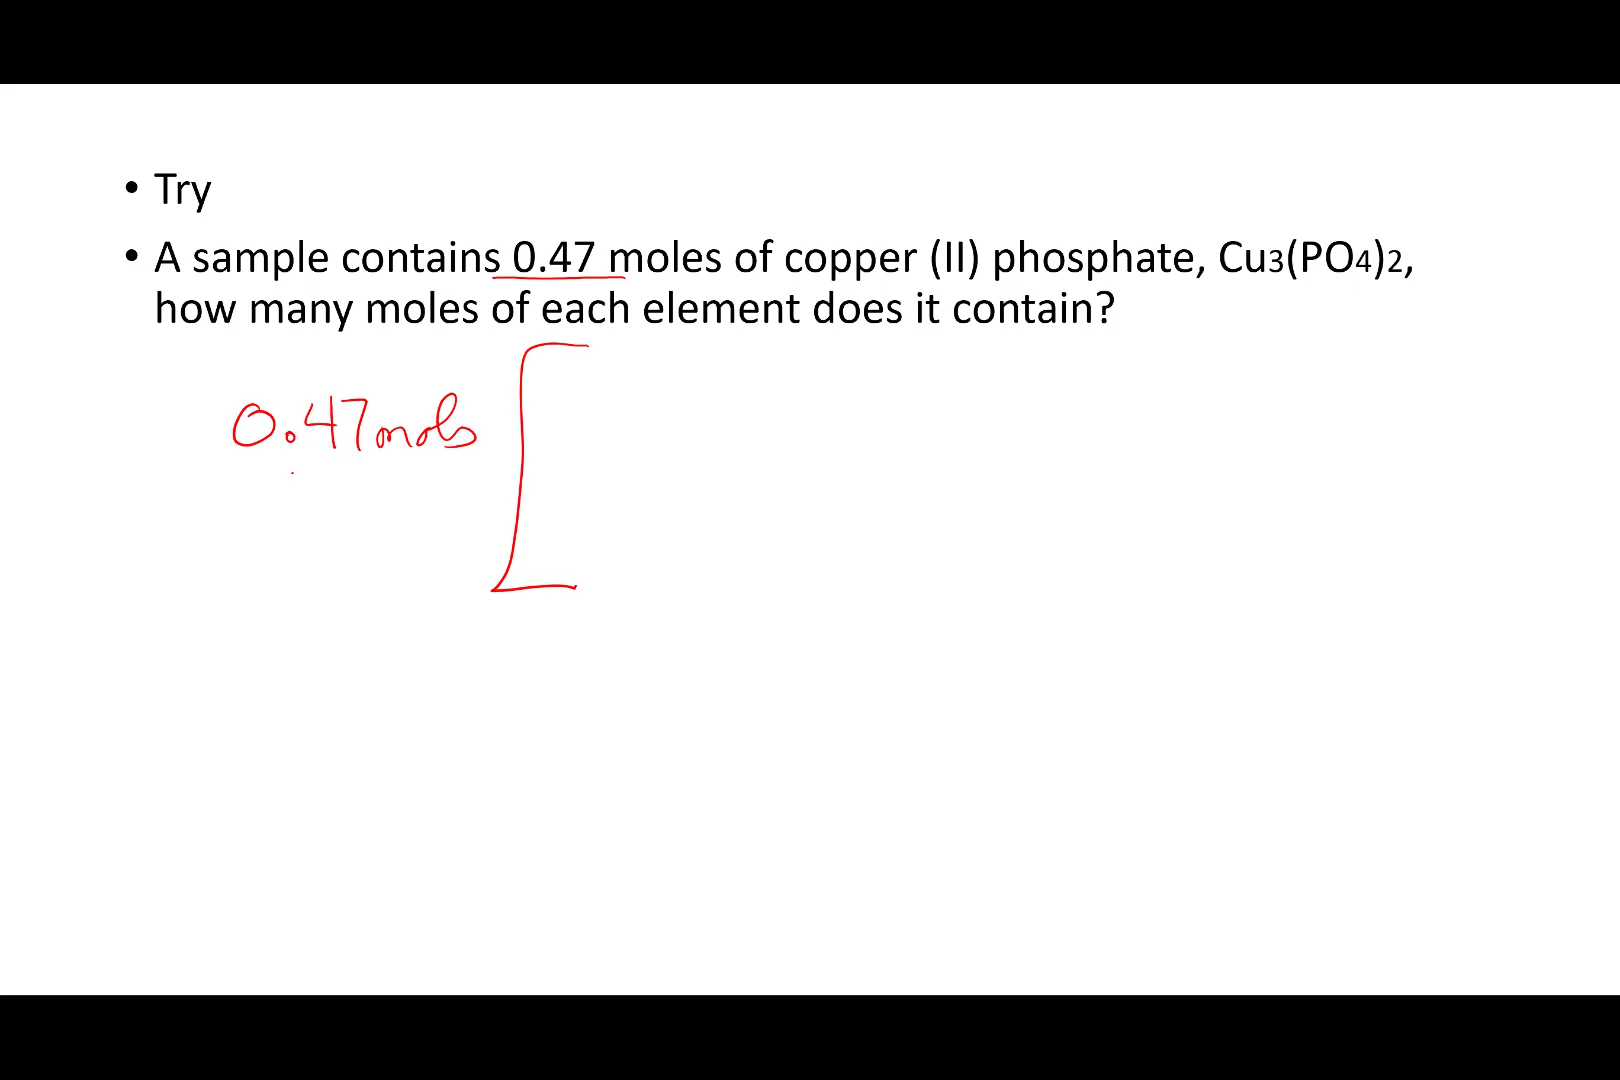 • Try
• A sample contains 0.47 moles of copper (II) phosphate, Cu3(PO4)2,
how many moles of each element does it contain?
0.47mols